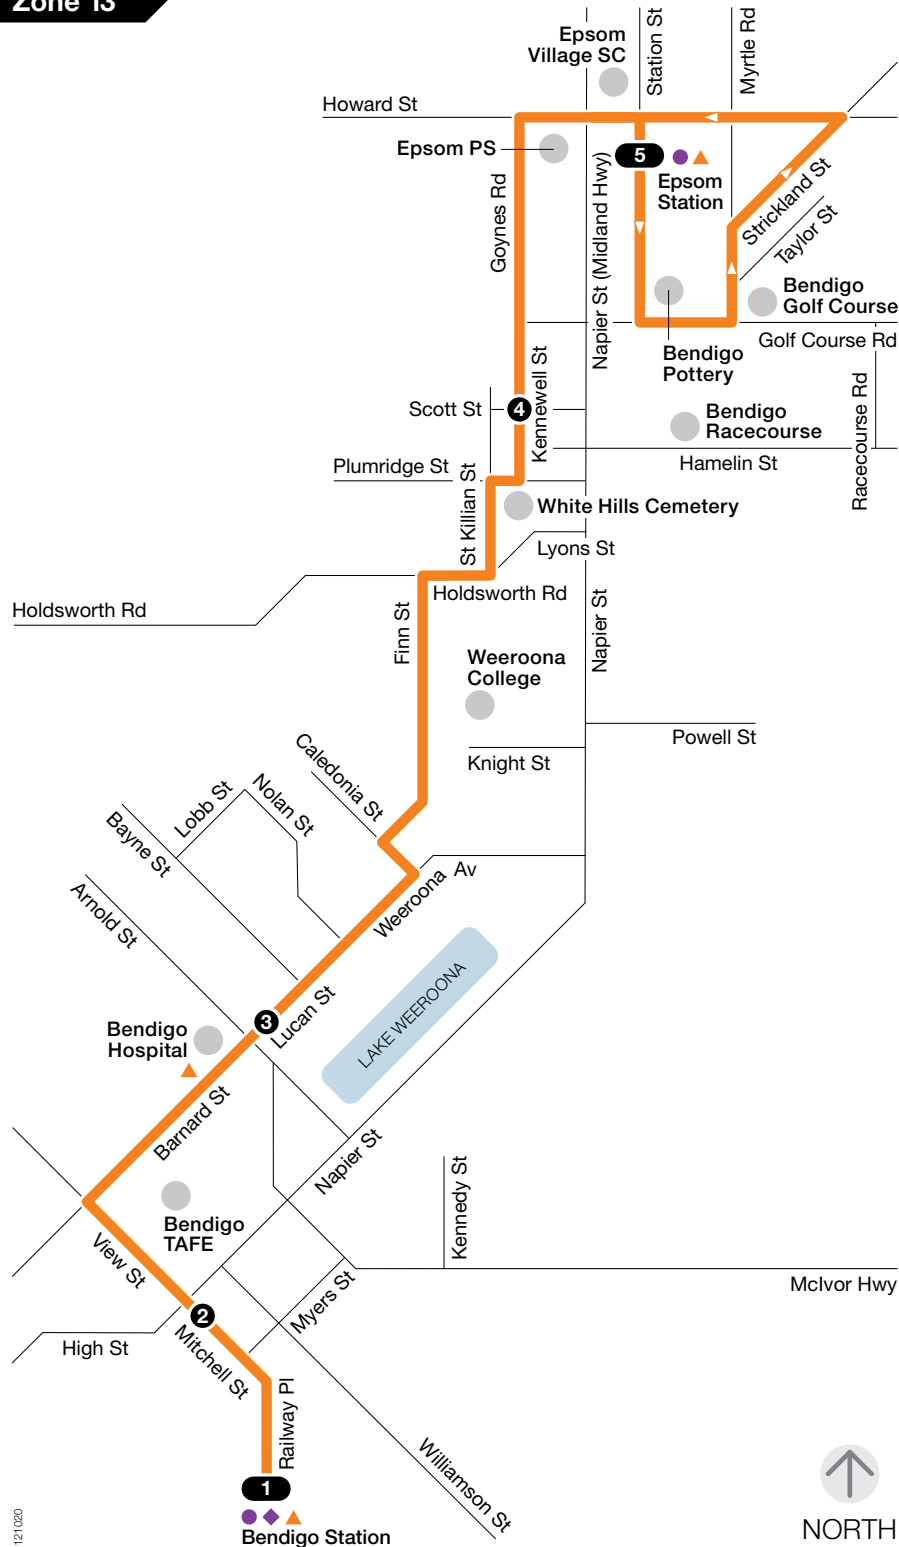 Zone 13
Epsom
Village SC
Station St
Myrtle Rd
Howard St
Epsom PS
5
Epsom
Station
Goynes Rd
Napier St (Midland Hwy)
Strickland St
Taylor St
Bendigo
Golf Course
Golf Course Rd
Bendigo
Pottery
Kennewell St
Scott St
4
Bendigo
Racecourse
Racecourse Rd
Plumridge St
Hamelin St
St Killian St
White Hills Cemetery
Lyons St
Holdsworth Rd
Holdsworth Rd
Finn St
Napier St
Weeroona
College
Powell St
Knight St
Caledonia St
Lobb St
Nolan St
Bayne St
Weeroona Av
Arnold St
LAKE WEEROONA
3
Lucan St
Bendigo
Hospital
Barnard St
Napier St
Kennedy St
Bendigo
TAFE
View St
McIvor Hwy
Myers St
2
High St
Mitchell St
Railway Pl
Williamson St
1
Bendigo Station
NORTH
121020